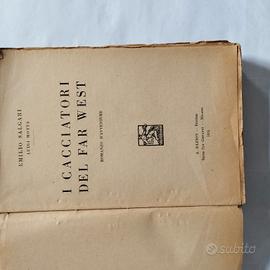 EMILIO SALGARI
LUIGI MOTTA
I CACCIATORI
DEL FAR WEST
ROMANZO D'AVVENTURE
subito